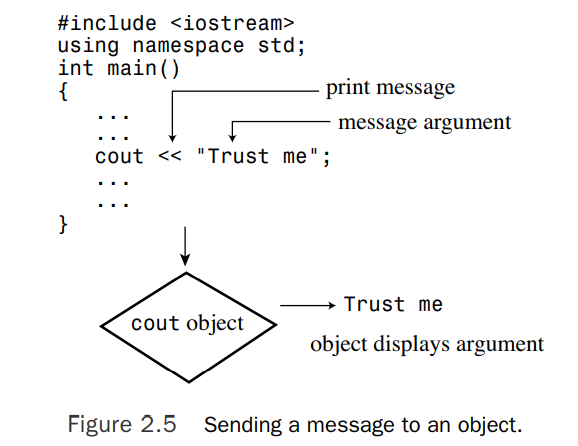 #include <iostream>
using namespace std;
int main()
{
print message
...
message argument
...
cout << "Trust me";
...
...
}
cout object
Trust me
object displays argument
Figure 2.5 Sending a message to an object.